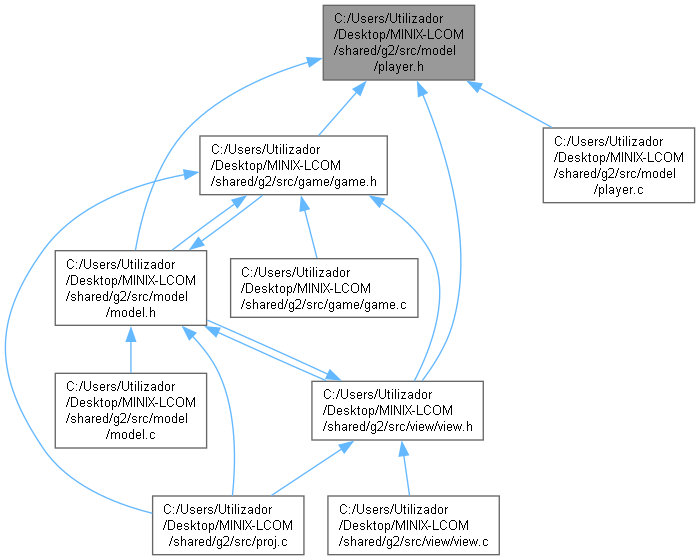 C:/Users/Utilizador
/Desktop/MINIX-LCOM
/shared/g2/src/model
/player.h
C:/Users/Utilizador
/Desktop/MINIX-LCOM
/shared/g2/src/game/game.h
C:/Users/Utilizador
/Desktop/MINIX-LCOM
/shared/g2/src/model
/player.c
C:/Users/Utilizador
/Desktop/MINIX-LCOM
/shared/g2/src/model
/model.h
C:/Users/Utilizador
/Desktop/MINIX-LCOM
/shared/g2/src/game/game.c
C:/Users/Utilizador
/Desktop/MINIX-LCOM
/shared/g2/src/model
/model.c
C:/Users/Utilizador
/Desktop/MINIX-LCOM
/shared/g2/src/view/view.h
C:/Users/Utilizador
/Desktop/MINIX-LCOM
/shared/g2/src/proj.c
C:/Users/Utilizador
/Desktop/MINIX-LCOM
/shared/g2/src/view/view.c